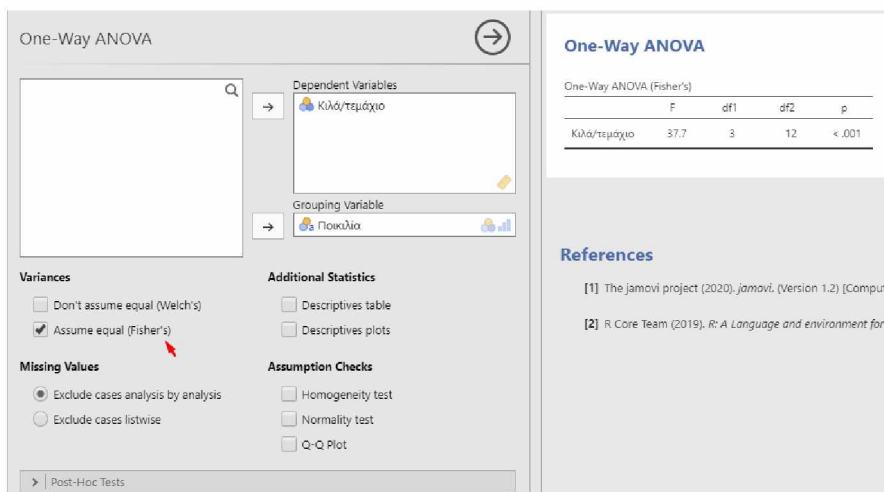 One-Way ANOVA
Dependent Variables
Κιλά/τεμάχιο
Grouping Variable
Ποικιλία
Variances
Don't assume equal (Welch's)
Assume equal (Fisher's)
Additional Statistics
Descriptives table
Descriptives plots
Missing Values
Exclude cases analysis by analysis
Exclude cases listwise
Assumption Checks
Homogeneity test
Normality test
Q-Q Plot
Post-Hoc Tests
One-Way ANOVA
One-Way ANOVA (Fisher's)
F df1 df2 p
Κιλά/τεμάχιο 37.7 3 12 < .001
References
[1] The jamovi project (2020). jamovi. (Version 1.2) [Comput
[2] R Core Team (2019). R: A Language and environment for